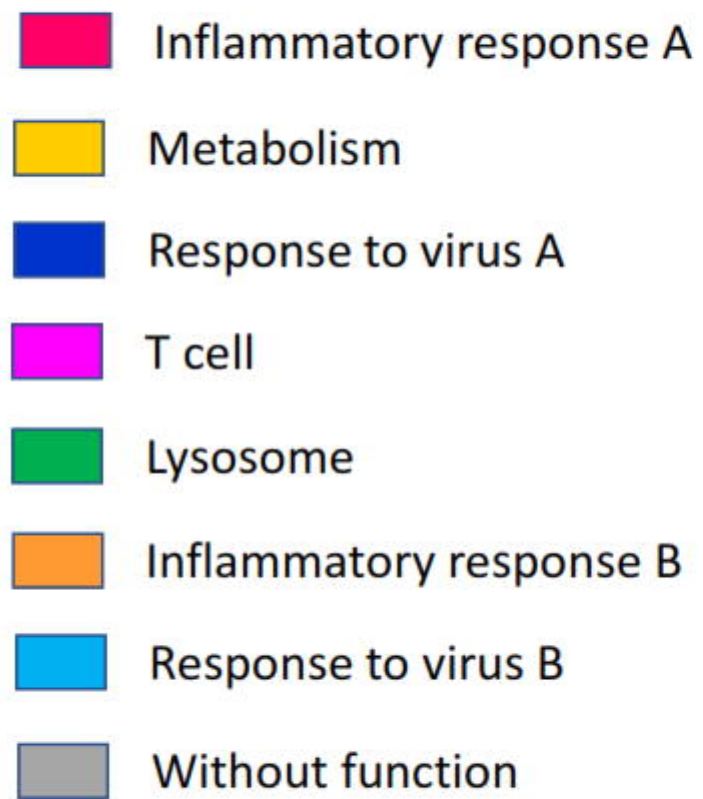 Inflammatory response A
Metabolism
Response to virus A
T cell
Lysosome
Inflammatory response B
Response to virus B
Without function